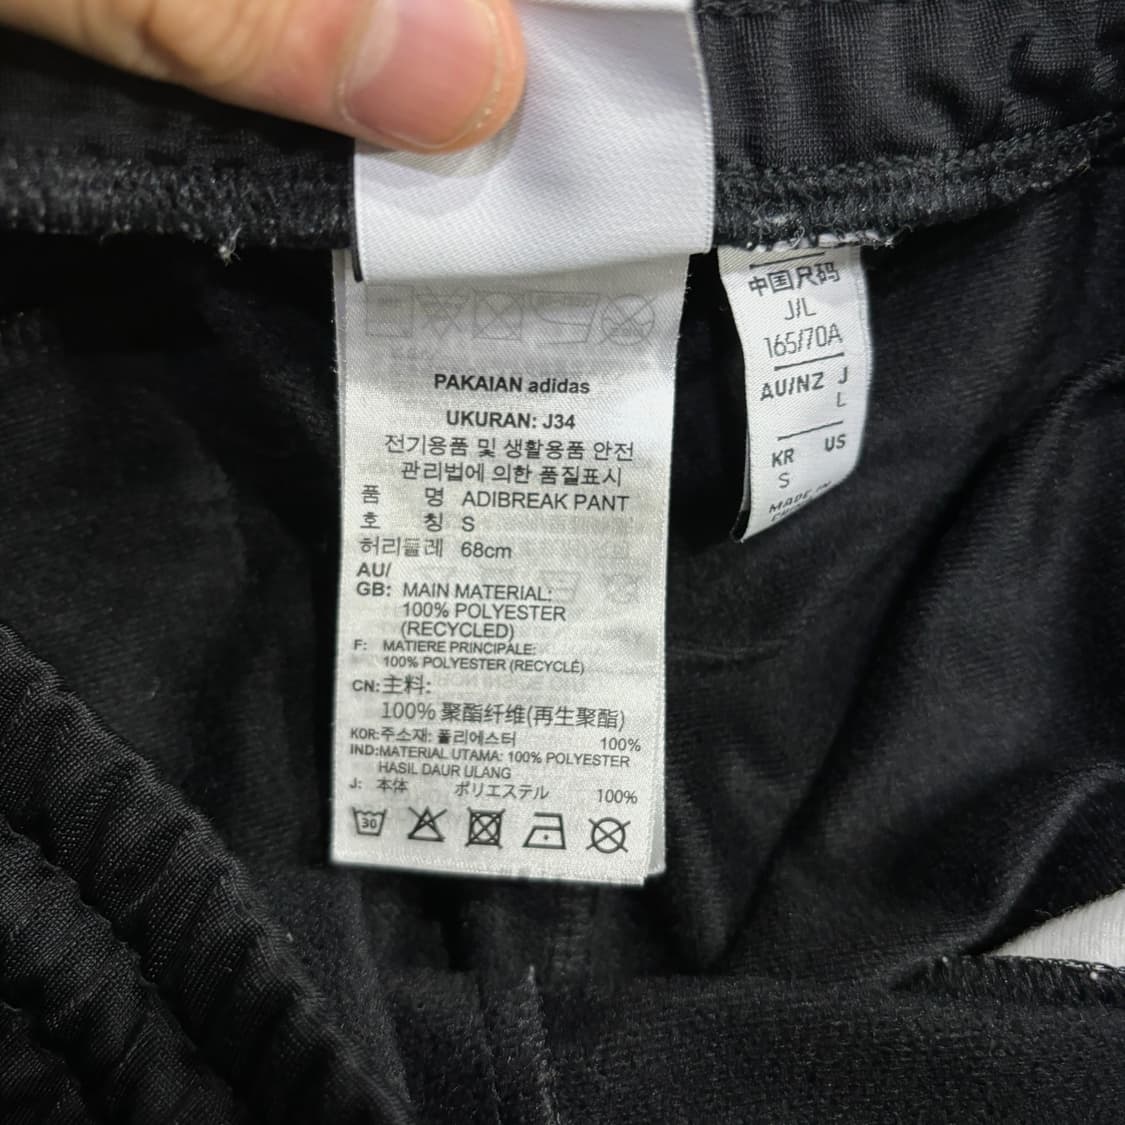 PAKAIAN adidas
UKURAN: J34
전기용품 및 생활용품 안전
관리법에 의한 품질표시
품 명 ADIBREAK PANT
호 칭 S
허리둘레 68cm
AU/
GB: MAIN MATERIAL:
100% POLYESTER
(RECYCLED)
F: MATIERE PRINCIPALE:
100% POLYESTER (RECYCLÉ)
CN: 主料:
100% 聚酯纤维(再生聚酯)
KOR: 주소재: 폴리에스터 100%
IND: MATERIAL UTAMA: 100% POLYESTER
HASIL DAUR ULANG
J: 本体 ポリエステル 100%
30
中国尺码
J/L
165/70A
AU/NZ J
L
KR US
S
MADE IN